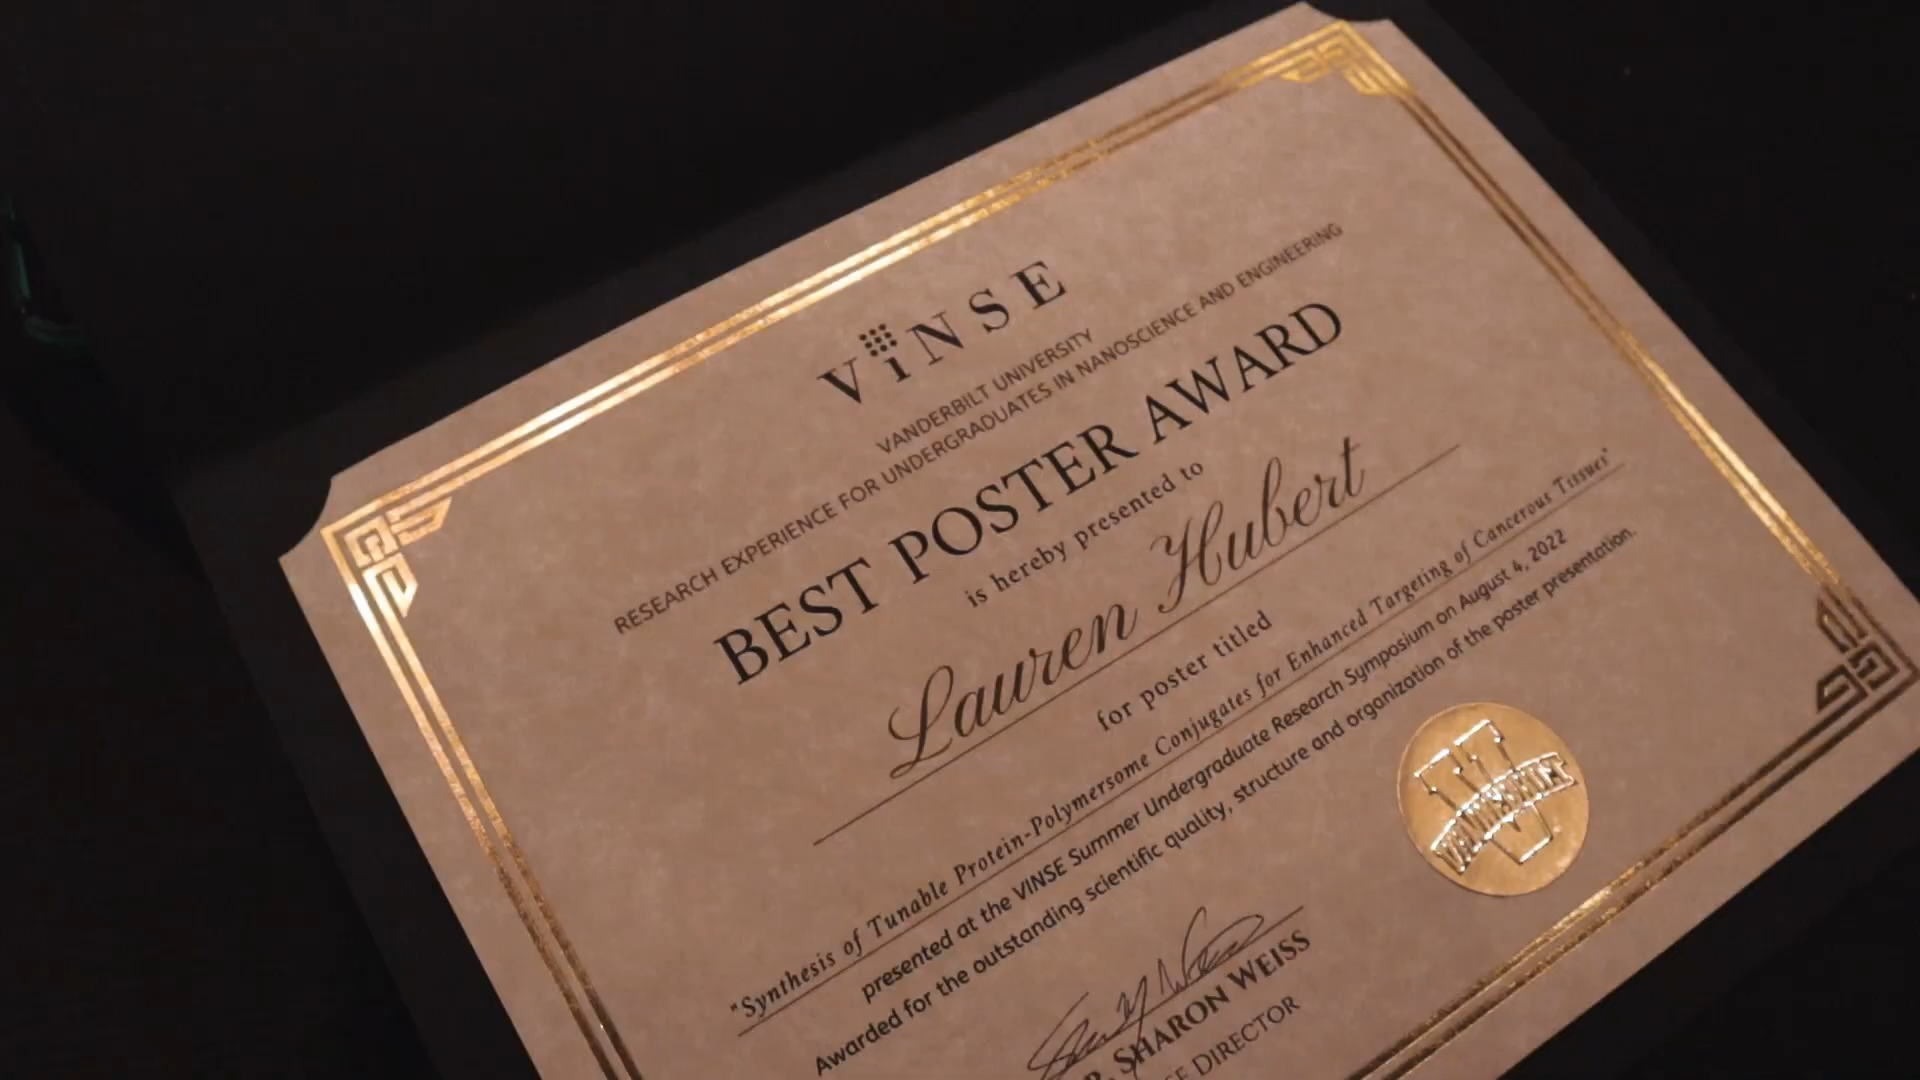 ViNSE
VANDERBILT UNIVERSITY
RESEARCH EXPERIENCE FOR UNDERGRADUATES IN NANOSCIENCE AND ENGINEERING
BEST POSTER AWARD
is hereby presented to
Lauren Hubert
for poster titled
"Synthesis of Tunable Protein-Polymersome Conjugates for Enhanced Targeting of Cancerous Tissues"
presented at the VINSE Summer Undergraduate Research Symposium on August 4, 2022
Awarded for the outstanding scientific quality, structure and organization of the poster presentation.
VANDERBILT
SHARON WEISS
DIRECTOR